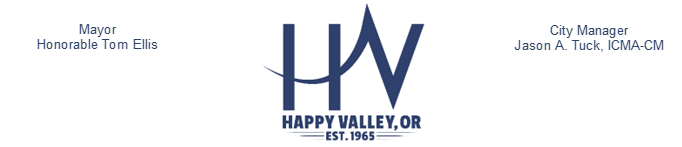 Mayor
Honorable Tom Ellis
HV
HAPPY VALLEY, OR
EST. 1965
City Manager
Jason A. Tuck, ICMA-CM